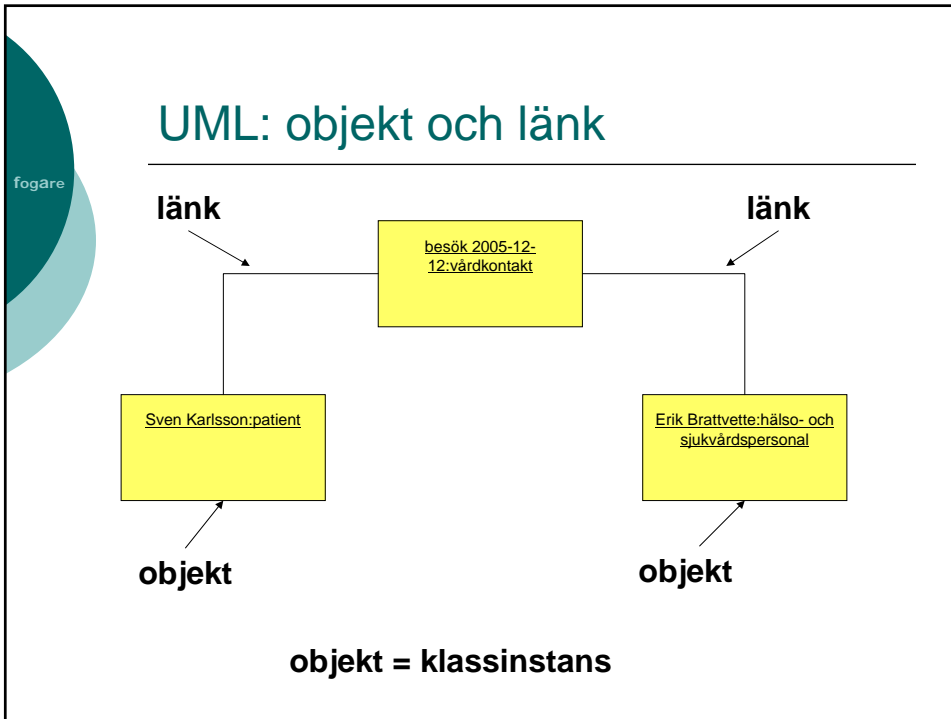 UML: objekt och länk
fogare
länk
länk
besök 2005-12-
12:vårdkontakt
Sven Karlsson:patient
Erik Brattvette:hälso- och
sjukvårdspersonal
objekt
objekt
objekt = klassinstans